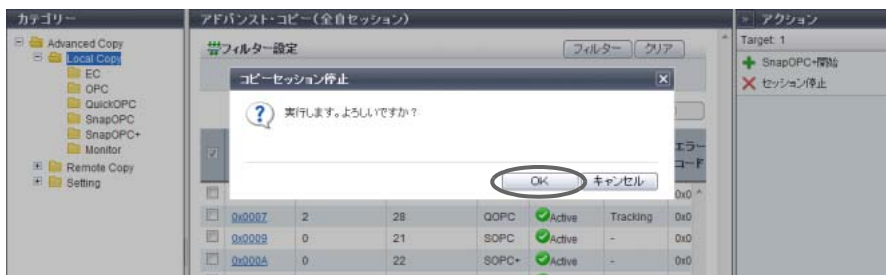 カテゴリー
Advanced Copy
Local Copy
EC
OPC
QuickOPC
SnapOPC
SnapOPC+
Monitor
Remote Copy
Setting
アドバンスト・コピー(全自セッション)
フィルター設定
フィルター
クリア
コピーセッション停止
実行します。よろしいですか?
OK
キャンセル
エラー
コード
0x0
0x0007 2 28 QOPC Active Tracking 0x0
0x0009 0 21 SOPC Active - 0x0
0x000A 0 22 SOPC+ Active - 0x0
» アクション
Target: 1
SnapOPC+開始
セッション停止